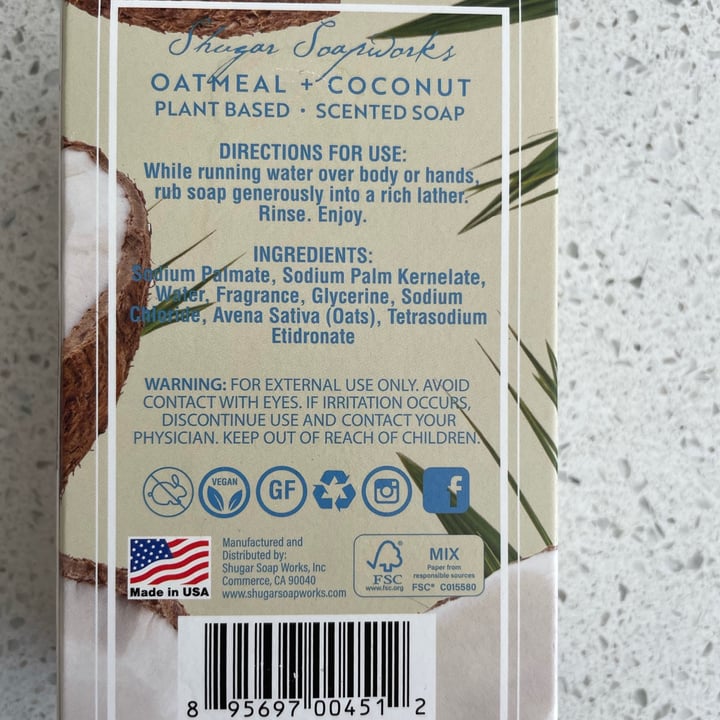 Shugar Soapworks
OATMEAL + COCONUT
PLANT BASED • SCENTED SOAP
DIRECTIONS FOR USE:
While running water over body or hands,
rub soap generously into a rich lather.
Rinse. Enjoy.
INGREDIENTS:
Sodium Palmate, Sodium Palm Kernelate,
Water, Fragrance, Glycerine, Sodium
Chloride, Avena Sativa (Oats), Tetrasodium
Etidronate
WARNING: FOR EXTERNAL USE ONLY. AVOID
CONTACT WITH EYES. IF IRRITATION OCCURS,
DISCONTINUE USE AND CONTACT YOUR
PHYSICIAN. KEEP OUT OF REACH OF CHILDREN.
VEGAN
GF
f
Made in USA
Manufactured and
Distributed by:
Shugar Soap Works, Inc
Commerce, CA 90040
www.shugarsoapworks.com
FSC
www.fsc.org
MIX
Paper from
responsible sources
FSC® C015580
8 95697 00451 2